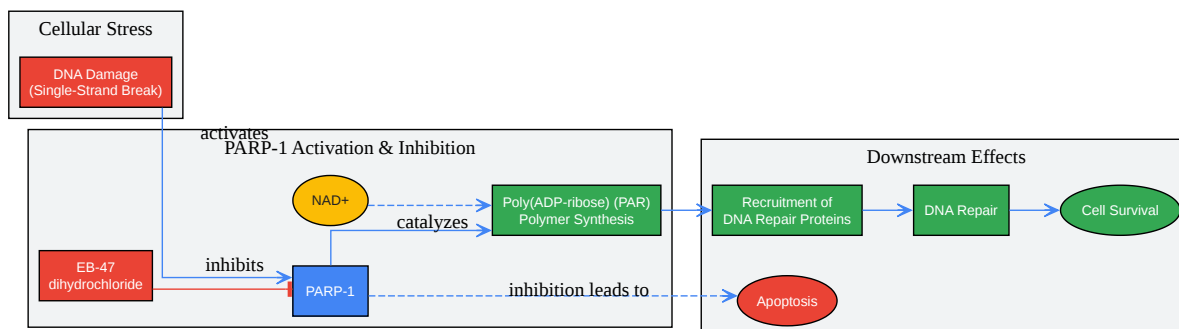 Cellular Stress
DNA Damage
(Single-Strand Break)
activates
PARP-1 Activation & Inhibition
Downstream Effects
NAD+
catalyzes
Poly(ADP-ribose) (PAR)
Polymer Synthesis
Recruitment of
DNA Repair Proteins
DNA Repair
Cell Survival
EB-47
dihydrochloride
inhibits
PARP-1
inhibition leads to
Apoptosis